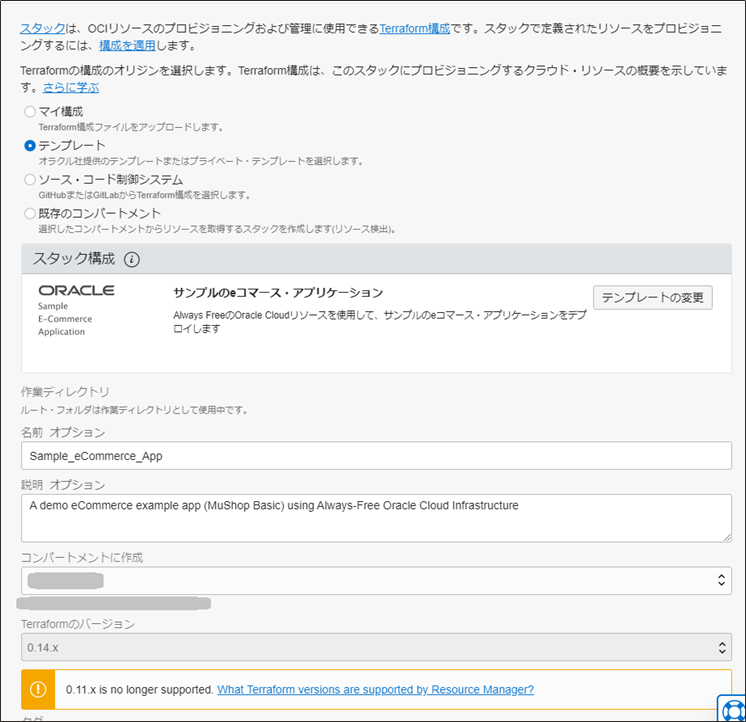 スタックは、OCIリソースのプロビジョニングおよび管理に使用できるTerraform構成です。スタックで定義されたリソースをプロビジョニ
ングするには、構成を適用します。
Terraformの構成のオリジンを選択します。Terraform構成は、このスタックにプロビジョニングするクラウド・リソースの概要を示していま
す。さらに学ぶ
マイ構成
Terraform構成ファイルをアップロードします。
テンプレート
オラクル社提供のテンプレートまたはプライベート・テンプレートを選択します。
ソース・コード制御システム
GitHubまたはGitLabからTerraform構成を選択します。
既存のコンパートメント
選択したコンパートメントからリソースを取得するスタックを作成します(リソース検出)。
スタック構成 i
ORACLE
Sample
E-Commerce
Application
サンプルのeコマース・アプリケーション
Always FreeのOracle Cloudリソースを使用して、サンプルのeコマース・アプリケーションをデプ
ロイします
テンプレートの変更
作業ディレクトリ
ルート・フォルダは作業ディレクトリとして使用中です。
名前 オプション
Sample_eCommerce_App
説明 オプション
A demo eCommerce example app (MuShop Basic) using Always-Free Oracle Cloud Infrastructure
コンパートメントに作成
Terraformのバージョン
0.14.x
0.11.x is no longer supported. What Terraform versions are supported by Resource Manager?